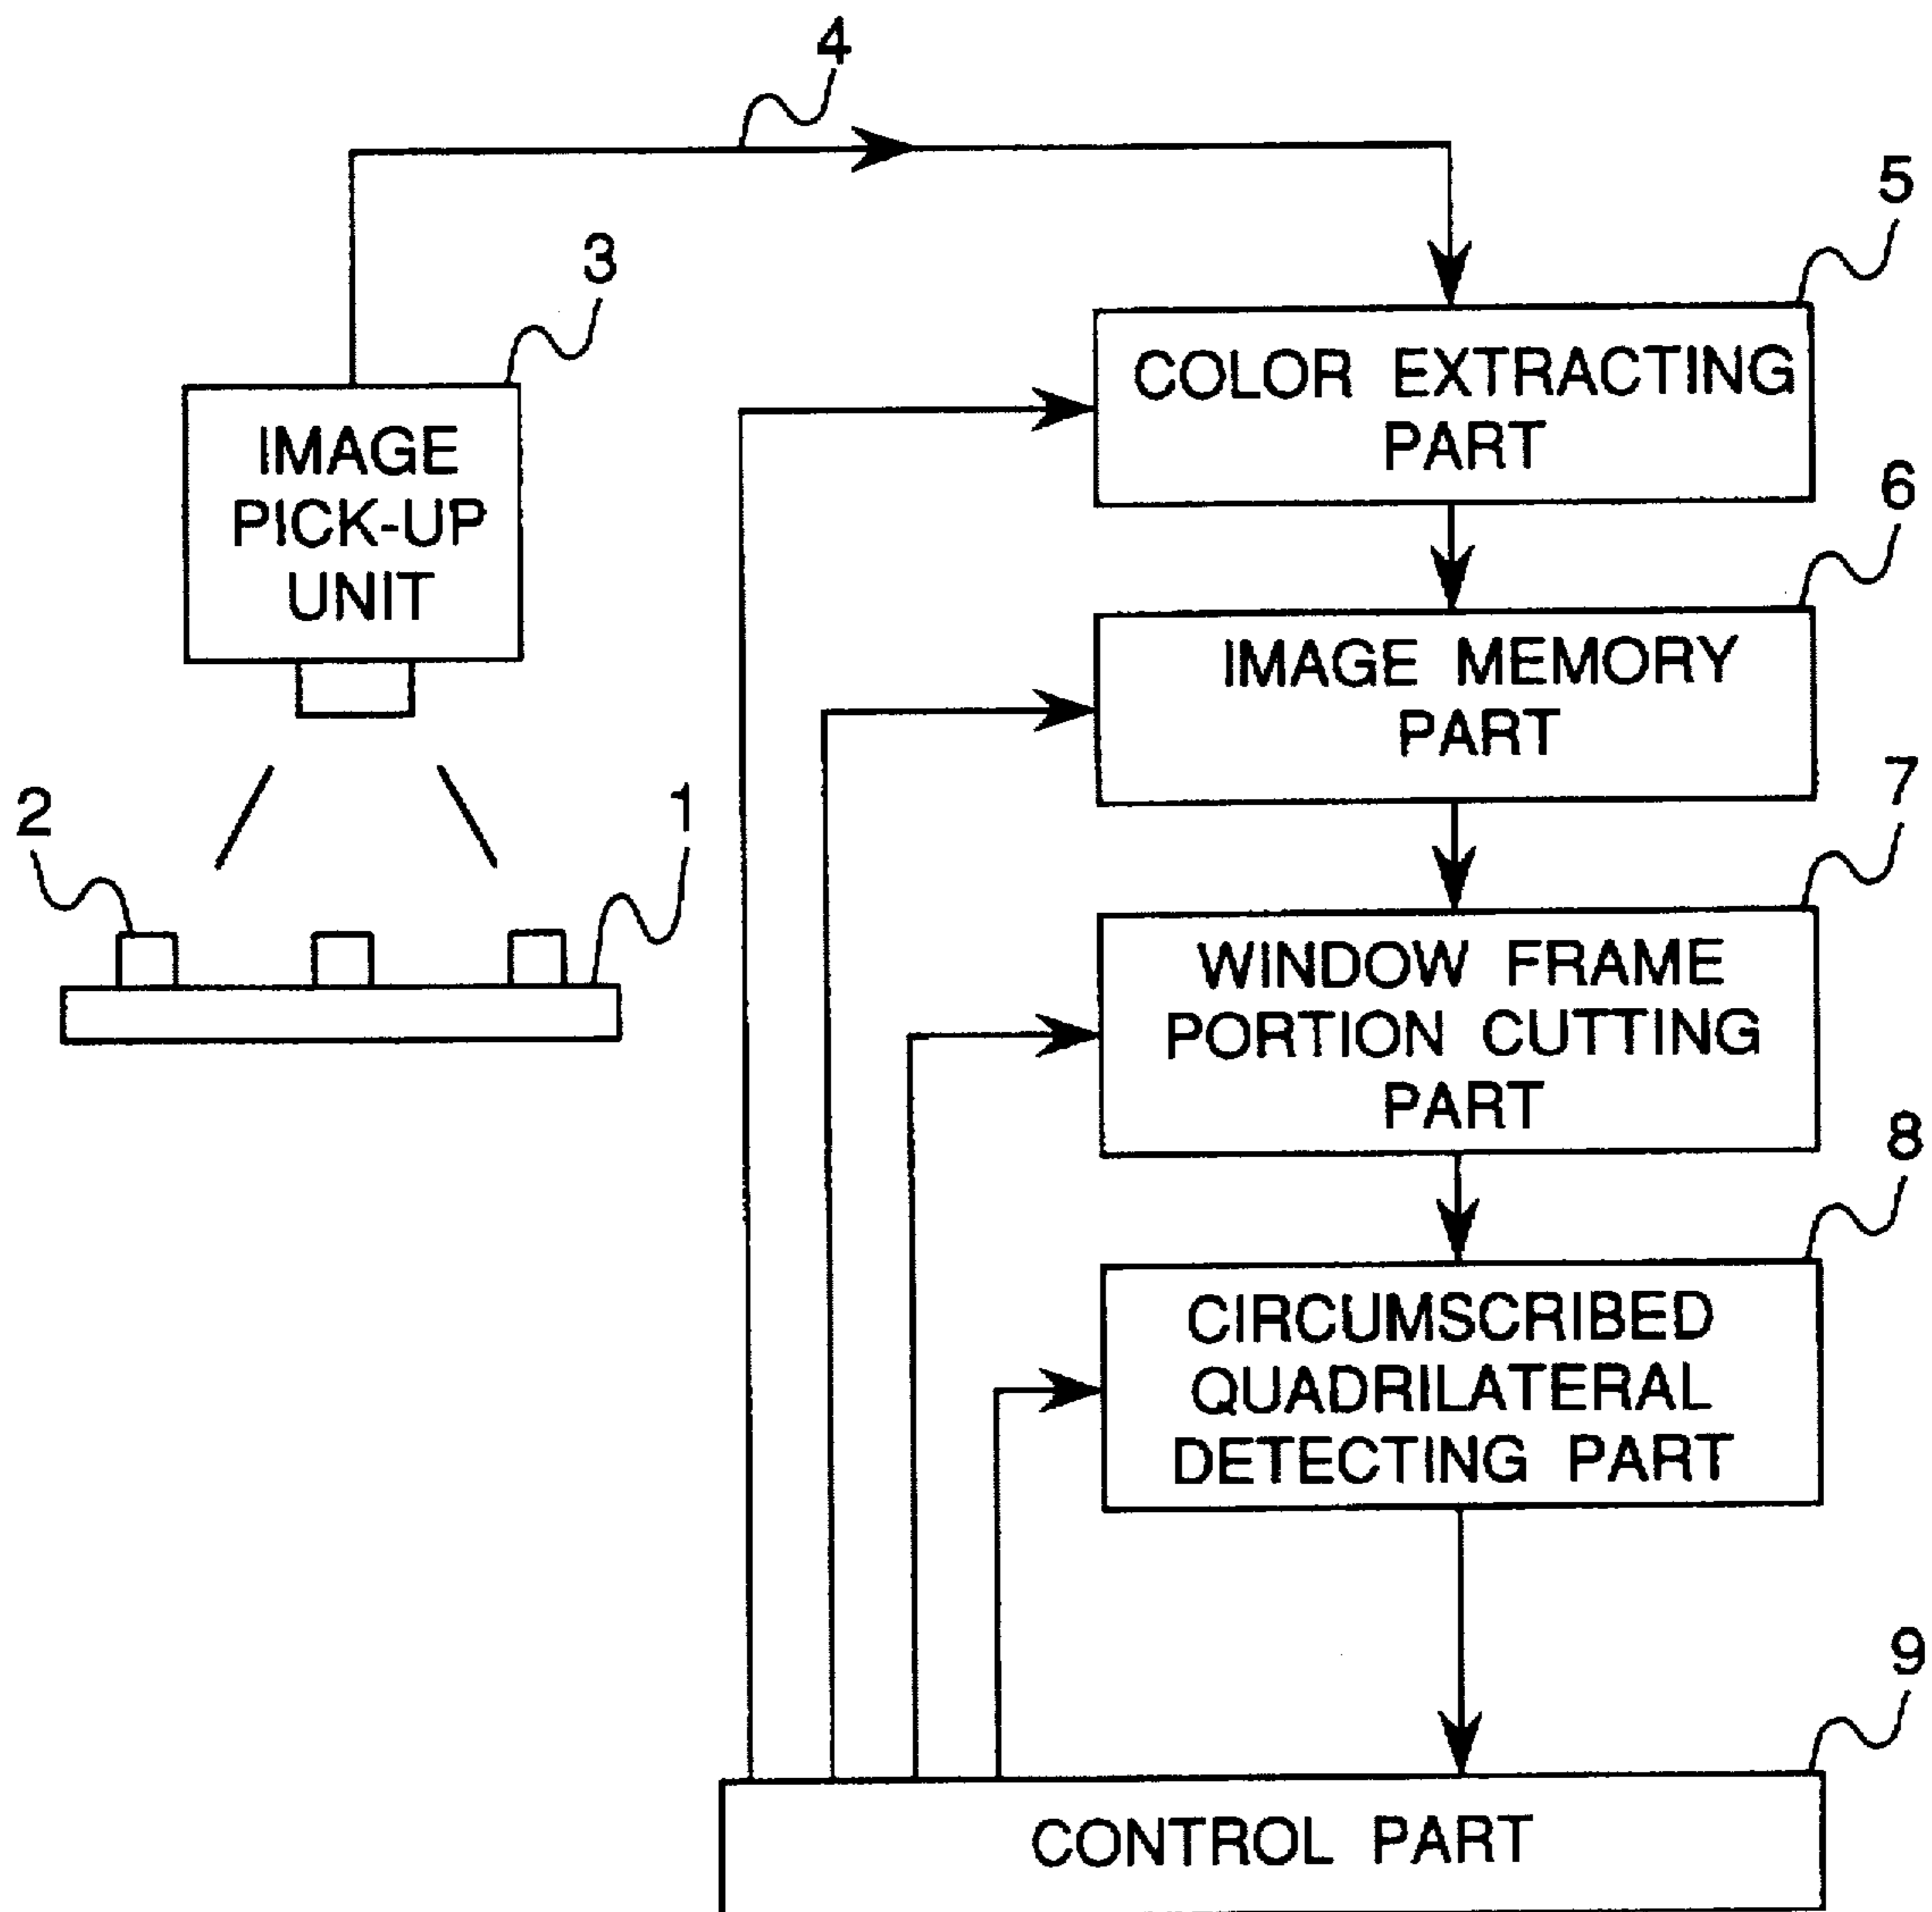 4
5
3
COLOR EXTRACTING
PART
IMAGE
PICK-UP
UNIT
6
IMAGE MEMORY
PART
7
2
1
WINDOW FRAME
PORTION CUTTING
PART
8
CIRCUMSCRIBED
QUADRILATERAL
DETECTING PART
9
CONTROL PART